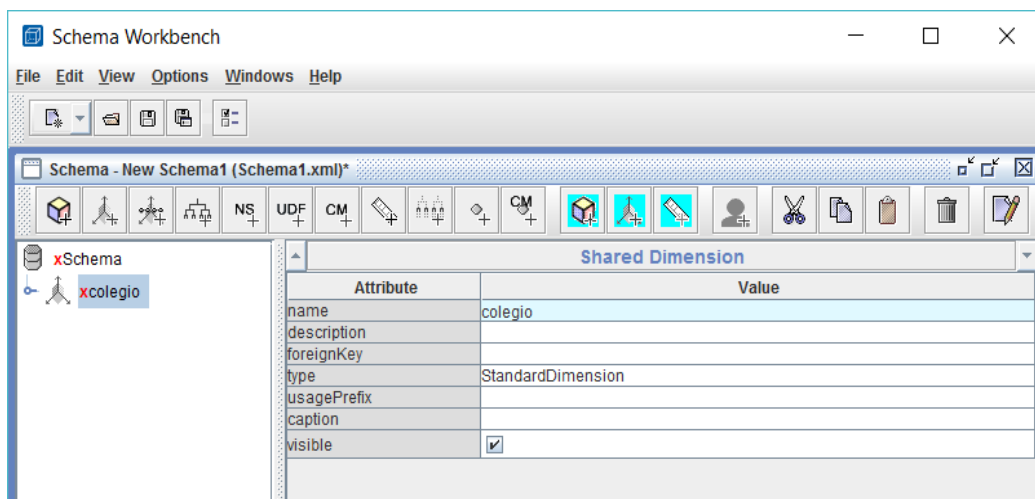 Schema Workbench
File Edit View Options Windows Help
Schema - New Schema1 (Schema1.xml)*
NS UDF CM CM
xSchema
xcolegio
Shared Dimension
Attribute Value
name colegio
description
foreignKey
type StandardDimension
usagePrefix
caption
visible